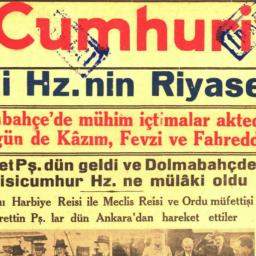 Cumhuri
i Hz.nin Riyase
bahçe'de mühim içtimalar akted
gün de Kâzım, Fevzi ve Fahredd
etPş. dün geldi ve Dolmabahçede
isicumhur Hz. ne mülâki oldu
ı Harbiye Reisi ile Meclis Reisi ve Ordu müfettişi
rettin Pş. lar dün Ankara'dan hareket ettiler